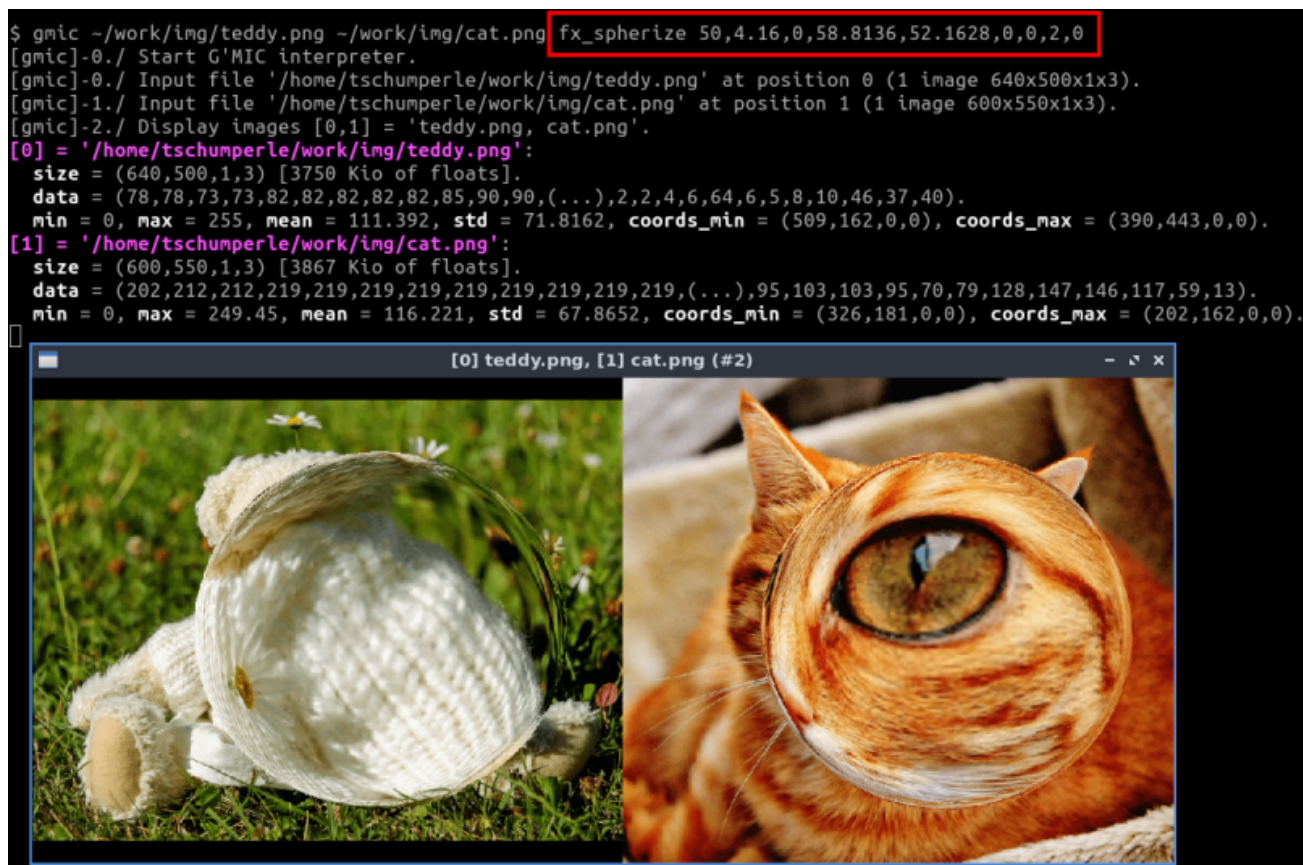 $ gmic ~/work/img/teddy.png ~/work/img/cat.png fx_spherize 50,4.16,0,58.8136,52.1628,0,0,2,0
[gmic]-0./ Start G'MIC interpreter.
[gmic]-0./ Input file '/home/tschumperle/work/img/teddy.png' at position 0 (1 image 640x500x1x3).
[gmic]-1./ Input file '/home/tschumperle/work/img/cat.png' at position 1 (1 image 600x550x1x3).
[gmic]-2./ Display images [0,1] = 'teddy.png, cat.png'.
[0] = '/home/tschumperle/work/img/teddy.png':
size = (640,500,1,3) [3750 Kio of floats].
data = (78,78,73,73,82,82,82,82,82,85,90,90,(...),2,2,4,6,64,6,5,8,10,46,37,40).
min = 0, max = 255, mean = 111.392, std = 71.8162, coords_min = (509,162,0,0), coords_max = (390,443,0,0).
[1] = '/home/tschumperle/work/img/cat.png':
size = (600,550,1,3) [3867 Kio of floats].
data = (202,212,212,219,219,219,219,219,219,219,219,219,(...),95,103,103,95,70,79,128,147,146,117,59,13).
min = 0, max = 249.45, mean = 116.221, std = 67.8652, coords_min = (326,181,0,0), coords_max = (202,162,0,0).
[0] teddy.png, [1] cat.png (#2)